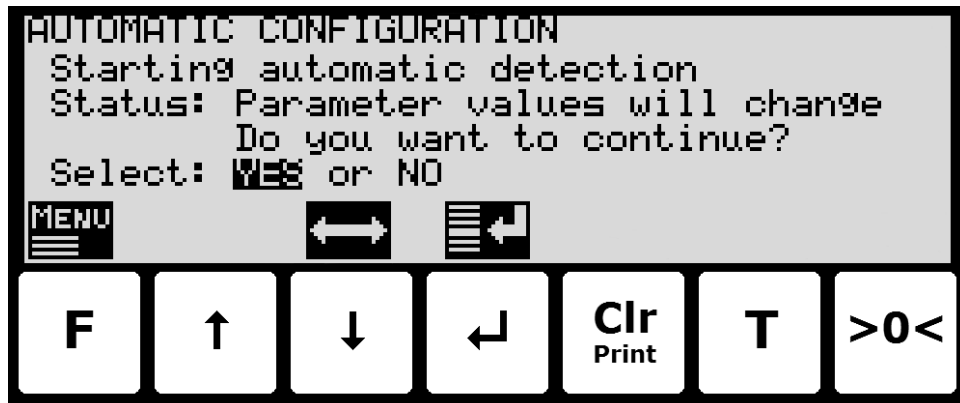 AUTOMATIC CONFIGURATION
Starting automatic detection
Status: Parameter values will change
Do you want to continue?
Select: YES or NO
MENU
F ↑ ↓ ↵ Clr T >0<
Print